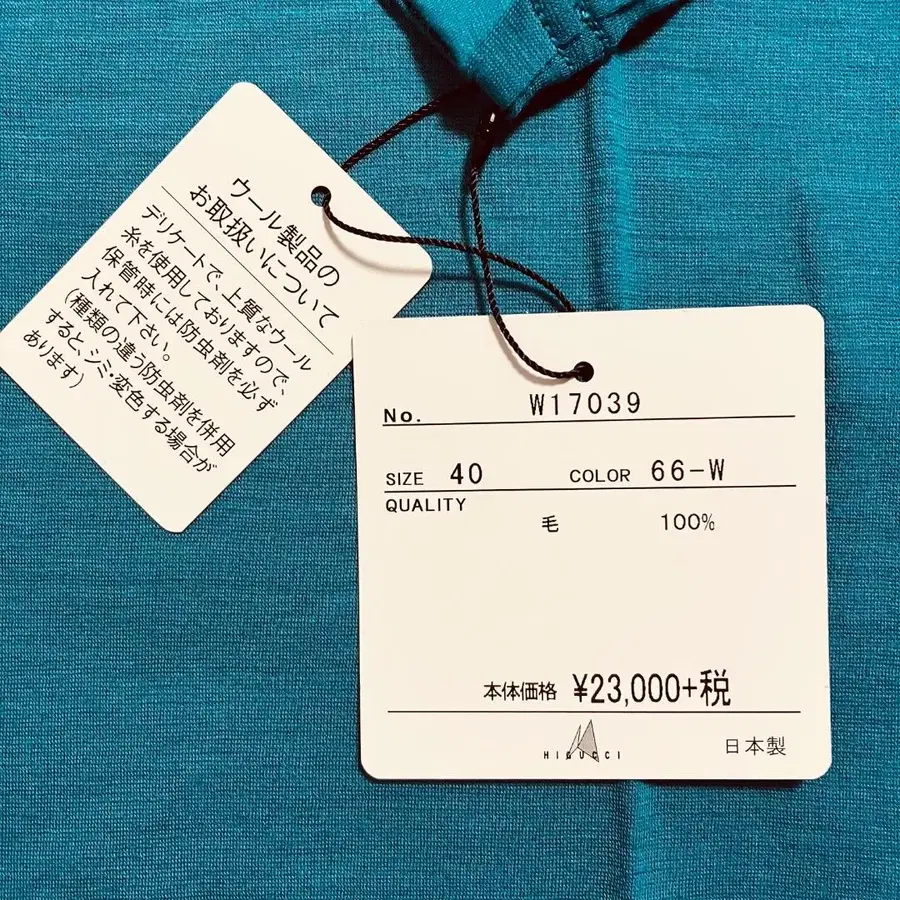 ウール製品の
お取扱いについて
デリケートで、上質なウール
糸を使用しておりますので、
保管時には防虫剤を必ず
入れて下さい。
(種類の違う防虫剤を併用
すると、シミ・変色する場合が
あります)
No. W17039
SIZE 40 COLOR 66-W
QUALITY
毛 100%
本体価格 ¥23,000+税
HIGUCCI 日本製